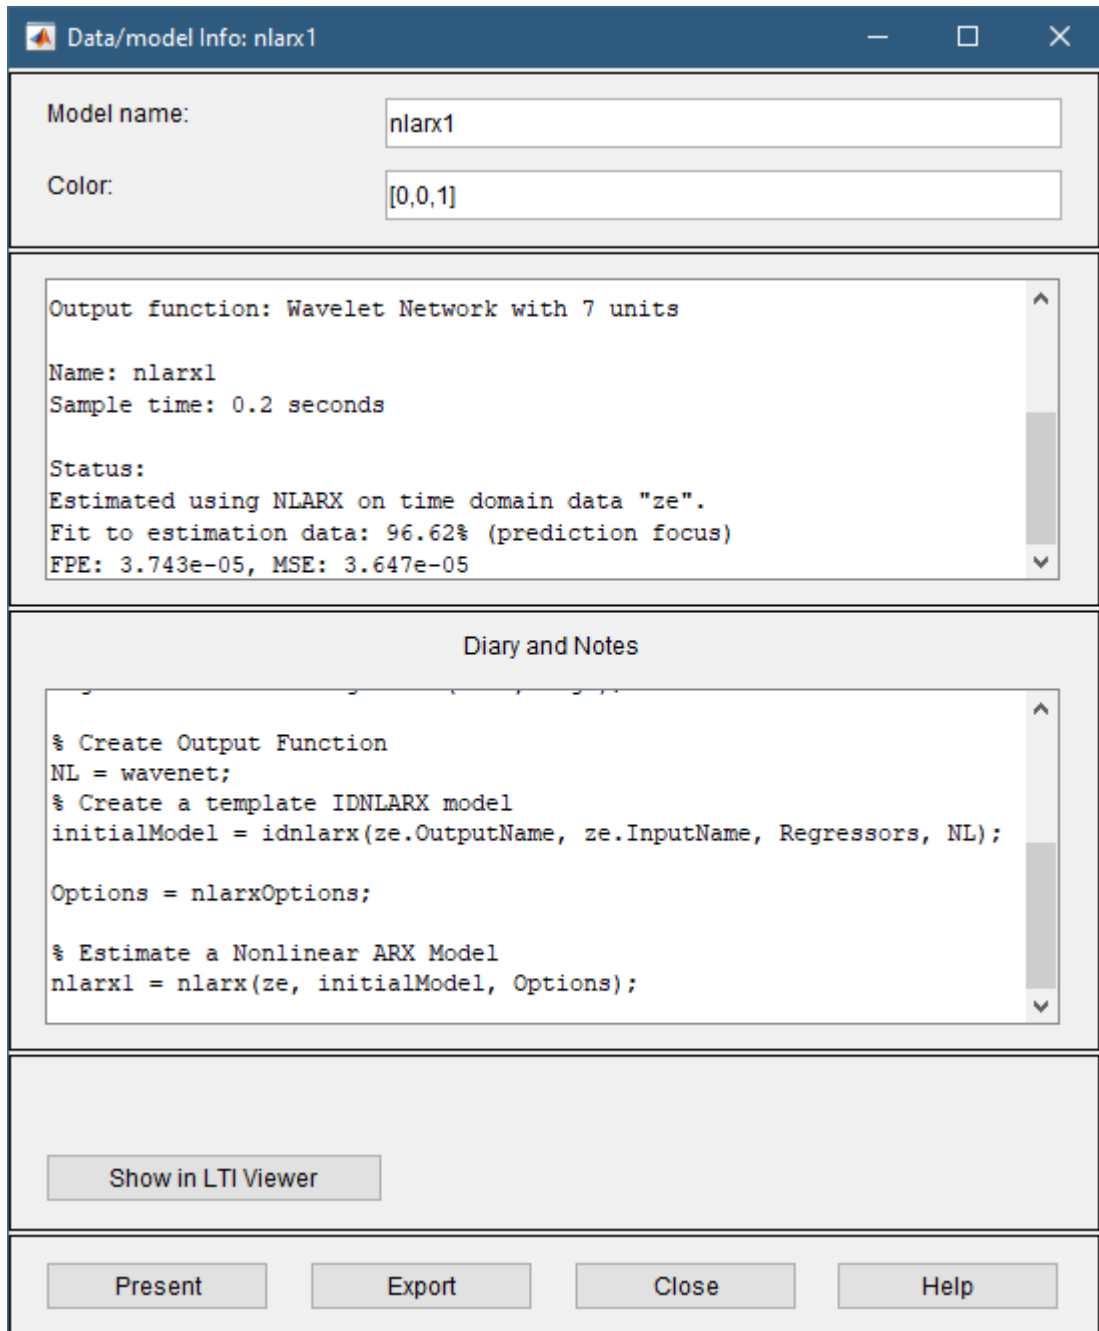 Data/model Info: nlarx1
Model name:
nlarx1
Color:
[0,0,1]
Output function: Wavelet Network with 7 units
Name: nlarx1
Sample time: 0.2 seconds
Status:
Estimated using NLARX on time domain data "ze".
Fit to estimation data: 96.62% (prediction focus)
FPE: 3.743e-05, MSE: 3.647e-05
Diary and Notes
% Create Output Function
NL = wavenet;
% Create a template IDNLARX model
initialModel = idnlarx(ze.OutputName, ze.InputName, Regressors, NL);
Options = nlarxOptions;
% Estimate a Nonlinear ARX Model
nlarx1 = nlarx(ze, initialModel, Options);
Show in LTI Viewer
Present
Export
Close
Help